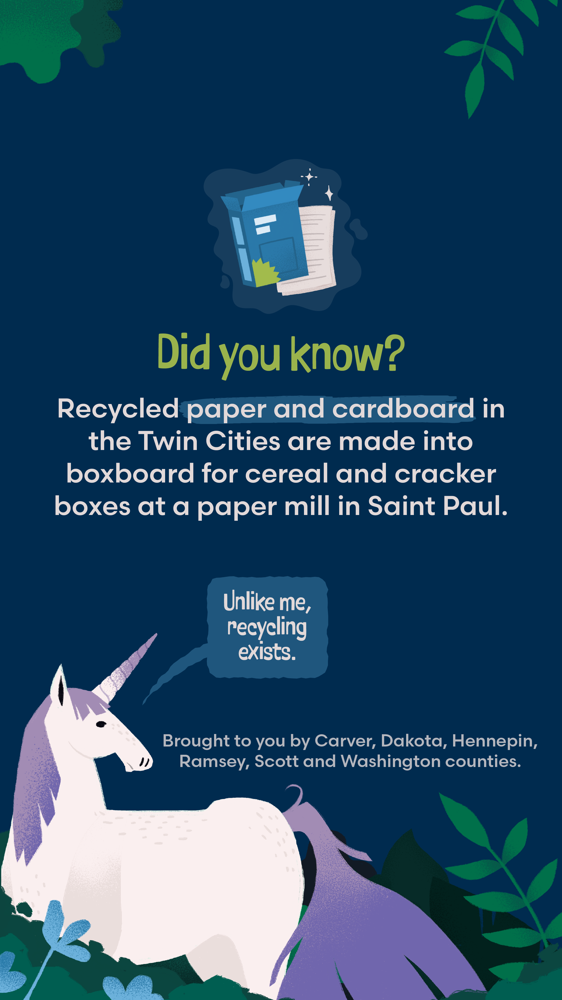 Did you know?
Recycled paper and cardboard in
the Twin Cities are made into
boxboard for cereal and cracker
boxes at a paper mill in Saint Paul.
Unlike me,
recycling
exists.
Brought to you by Carver, Dakota, Hennepin,
Ramsey, Scott and Washington counties.